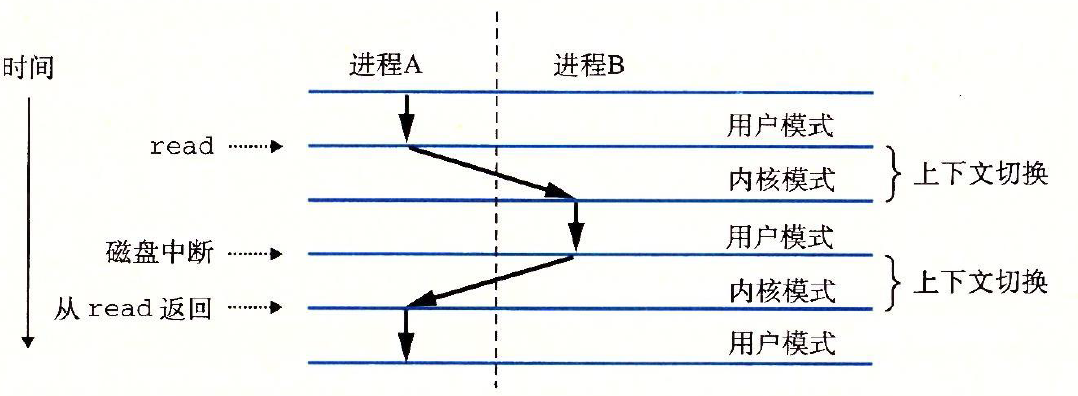 时间
进程A
进程B
用户模式
read
内核模式
上下文切换
用户模式
磁盘中断
内核模式
上下文切换
从 read 返回
用户模式